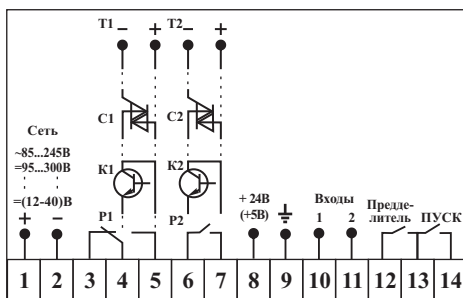 T1 − + T2 − +
C1 C2
Сеть
~85...245В
=95...300В
K1 K2
=(12-40)В
+ − P1 P2
+ 24В
(+5В)
Входы
1 2
Предде-
литель
ПУСК
1 2 3 4 5 6 7 8 9 10 11 12 13 14